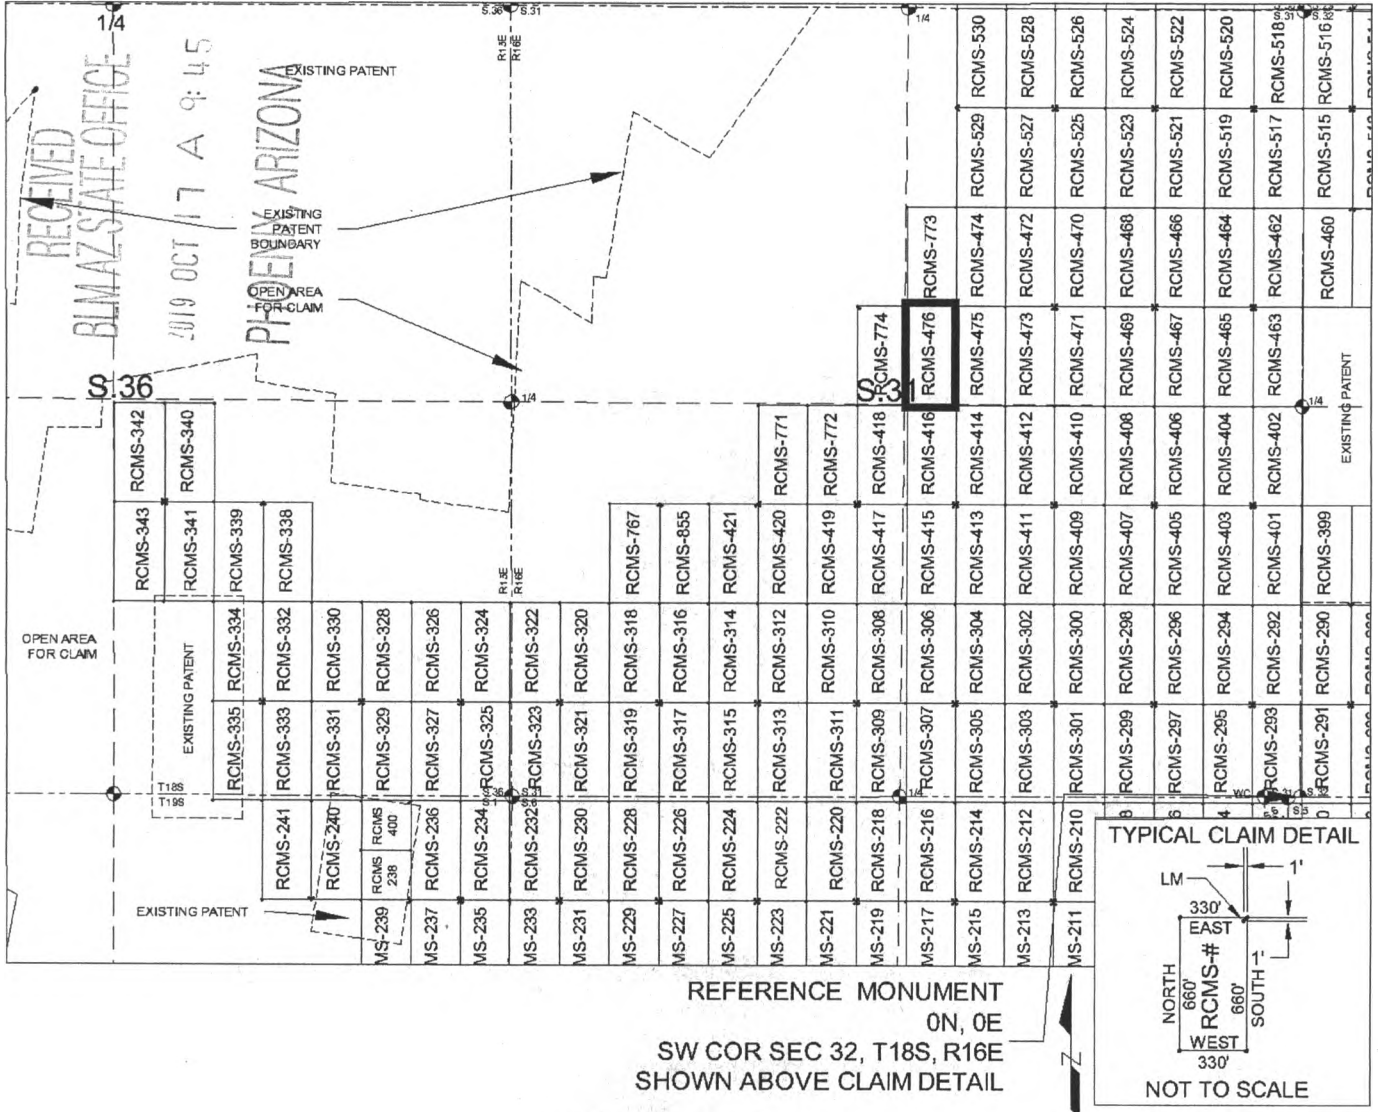 1/4
S.36 S.31
1/4
S.31 S.32
R15E
R16E
RECEIVED
BLM AZ STATE OFFICE
2019 OCT 17 A 9:45
PHOENIX, ARIZONA
EXISTING PATENT
EXISTING
PATENT
BOUNDARY
OPEN AREA
FOR CLAIM
RCMS-530 RCMS-528 RCMS-526 RCMS-524 RCMS-522 RCMS-520 RCMS-518 RCMS-516
RCMS-529 RCMS-527 RCMS-525 RCMS-523 RCMS-521 RCMS-519 RCMS-517 RCMS-515
RCMS-773 RCMS-474 RCMS-472 RCMS-470 RCMS-468 RCMS-466 RCMS-464 RCMS-462 RCMS-460
RCMS-774 RCMS-476 RCMS-475 RCMS-473 RCMS-471 RCMS-469 RCMS-467 RCMS-465 RCMS-463
EXISTING PATENT
S.36
1/4
S.31
1/4
RCMS-342 RCMS-340 RCMS-771 RCMS-772 RCMS-418 RCMS-416 RCMS-414 RCMS-412 RCMS-410 RCMS-408 RCMS-406 RCMS-404 RCMS-402
RCMS-343 RCMS-341 RCMS-339 RCMS-338 RCMS-767 RCMS-855 RCMS-421 RCMS-420 RCMS-419 RCMS-417 RCMS-415 RCMS-413 RCMS-411 RCMS-409 RCMS-407 RCMS-405 RCMS-403 RCMS-401 RCMS-399
R15E
R16E
OPEN AREA
FOR CLAIM
EXISTING PATENT
RCMS-334 RCMS-332 RCMS-330 RCMS-328 RCMS-326 RCMS-324 RCMS-322 RCMS-320 RCMS-318 RCMS-316 RCMS-314 RCMS-312 RCMS-310 RCMS-308 RCMS-306 RCMS-304 RCMS-302 RCMS-300 RCMS-298 RCMS-296 RCMS-294 RCMS-292 RCMS-290
RCMS-335 RCMS-333 RCMS-331 RCMS-329 RCMS-327 RCMS-325 RCMS-323 RCMS-321 RCMS-319 RCMS-317 RCMS-315 RCMS-313 RCMS-311 RCMS-309 RCMS-307 RCMS-305 RCMS-303 RCMS-301 RCMS-299 RCMS-297 RCMS-295 RCMS-293 RCMS-291
T18S
T19S
S.36 S.31
S.1 S.6
1/4
WC S.31 S.32
S.5
RCMS-241 RCMS-240 RCMS 400 RCMS-236 RCMS-234 RCMS-232 RCMS-230 RCMS-228 RCMS-226 RCMS-224 RCMS-222 RCMS-220 RCMS-218 RCMS-216 RCMS-214 RCMS-212 RCMS-210
RCMS 238
EXISTING PATENT
MS-239 MS-237 MS-235 MS-233 MS-231 MS-229 MS-227 MS-225 MS-223 MS-221 MS-219 MS-217 MS-215 MS-213 MS-211
TYPICAL CLAIM DETAIL
1'
LM
330'
EAST
NORTH
660'
RCMS-#
660'
SOUTH
1'
WEST
330'
NOT TO SCALE
REFERENCE MONUMENT
0N, 0E
SW COR SEC 32, T18S, R16E
SHOWN ABOVE CLAIM DETAIL
N